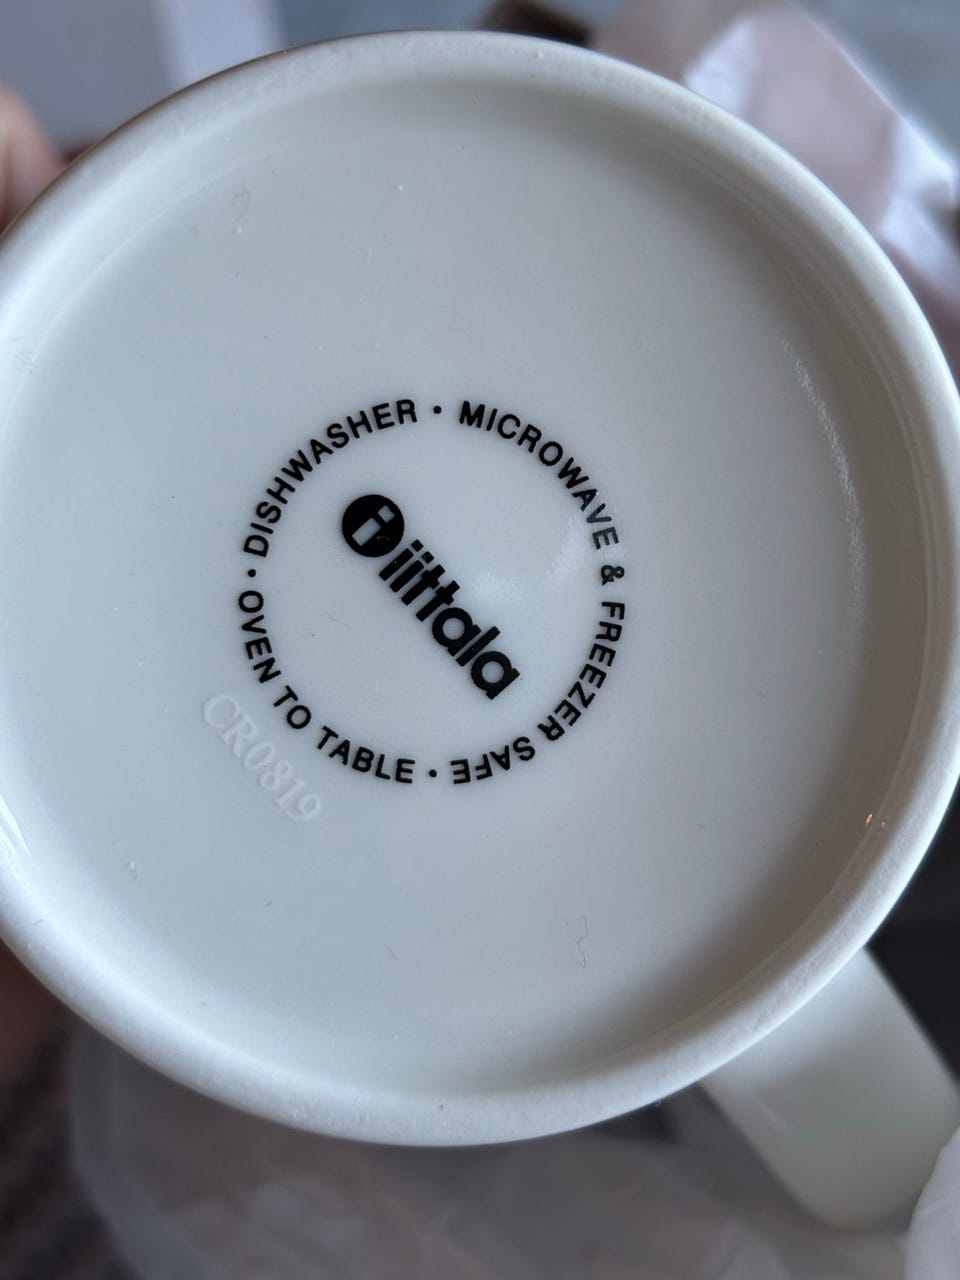 DISHWASHER • MICROWAVE & FREEZER SAFE • OVEN TO TABLE •
i iittala
CR0819